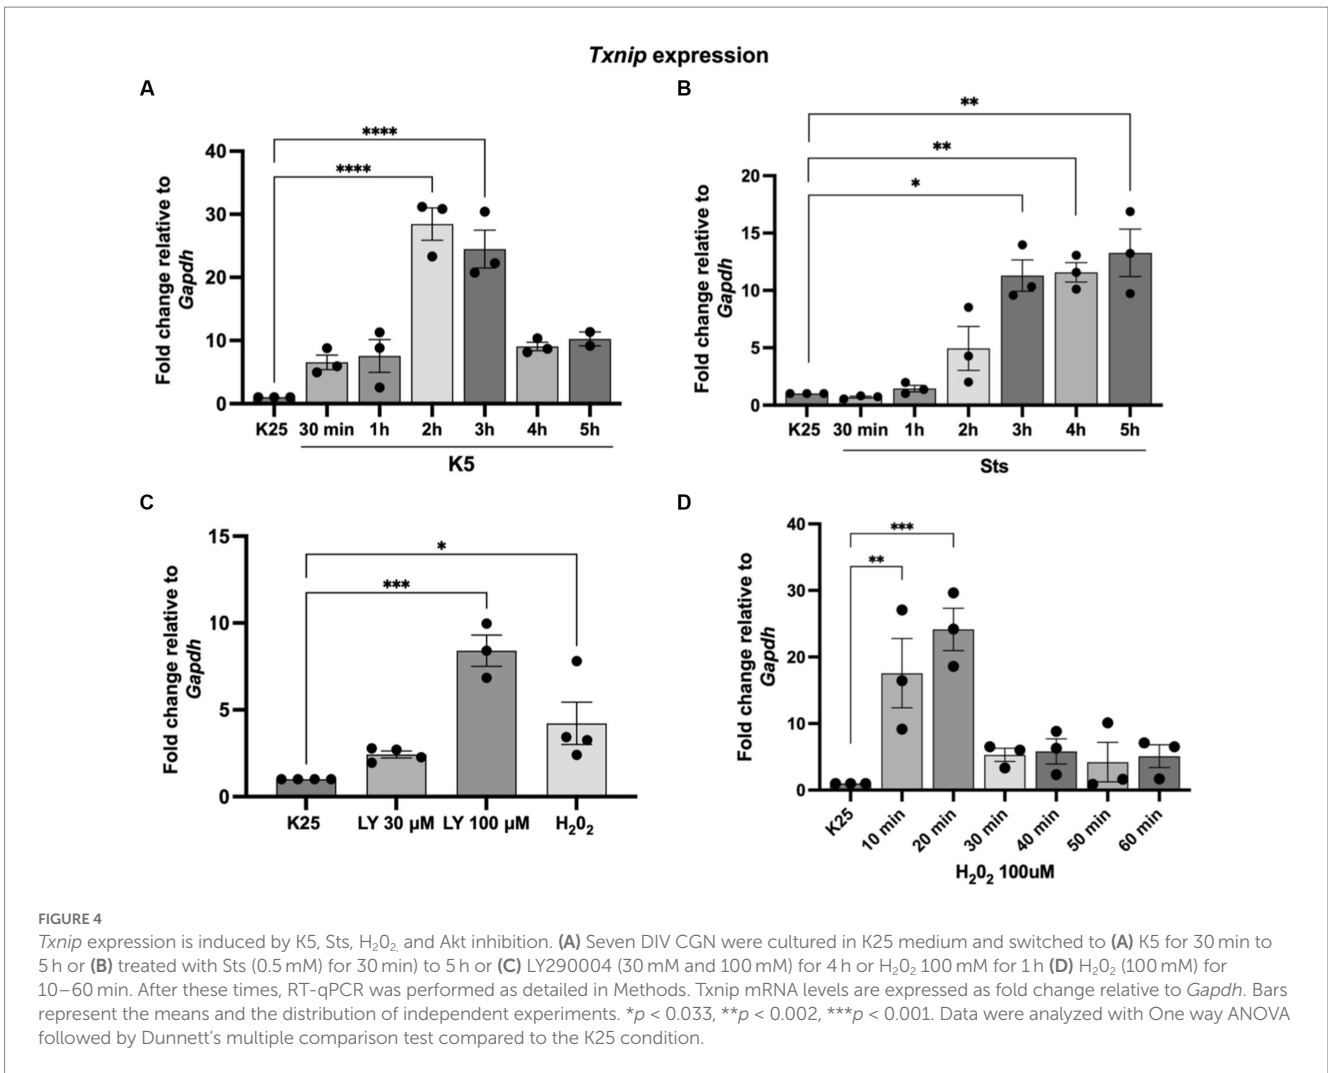 Txnip expression
A
Fold change relative to
Gapdh
40
30
20
10
0
****
****
K25 30 min 1h 2h 3h 4h 5h
K5
B
Fold change relative to
Gapdh
20
15
10
5
0
**
**
*
K25 30 min 1h 2h 3h 4h 5h
Sts
C
Fold change relative to
Gapdh
15
10
5
0
*
***
K25 LY 30 µM LY 100 µM H₂0₂
D
Fold change relative to
Gapdh
40
30
20
10
0
***
**
K25 10 min 20 min 30 min 40 min 50 min 60 min
H₂0₂ 100uM
FIGURE 4
Txnip expression is induced by K5, Sts, H₂0₂, and Akt inhibition. (A) Seven DIV CGN were cultured in K25 medium and switched to (A) K5 for 30 min to
5 h or (B) treated with Sts (0.5 mM) for 30 min) to 5 h or (C) LY290004 (30 mM and 100 mM) for 4 h or H₂0₂ 100 mM for 1 h (D) H₂0₂ (100 mM) for
10–60 min. After these times, RT-qPCR was performed as detailed in Methods. Txnip mRNA levels are expressed as fold change relative to Gapdh. Bars
represent the means and the distribution of independent experiments. *p < 0.033, **p < 0.002, ***p < 0.001. Data were analyzed with One way ANOVA
followed by Dunnett's multiple comparison test compared to the K25 condition.